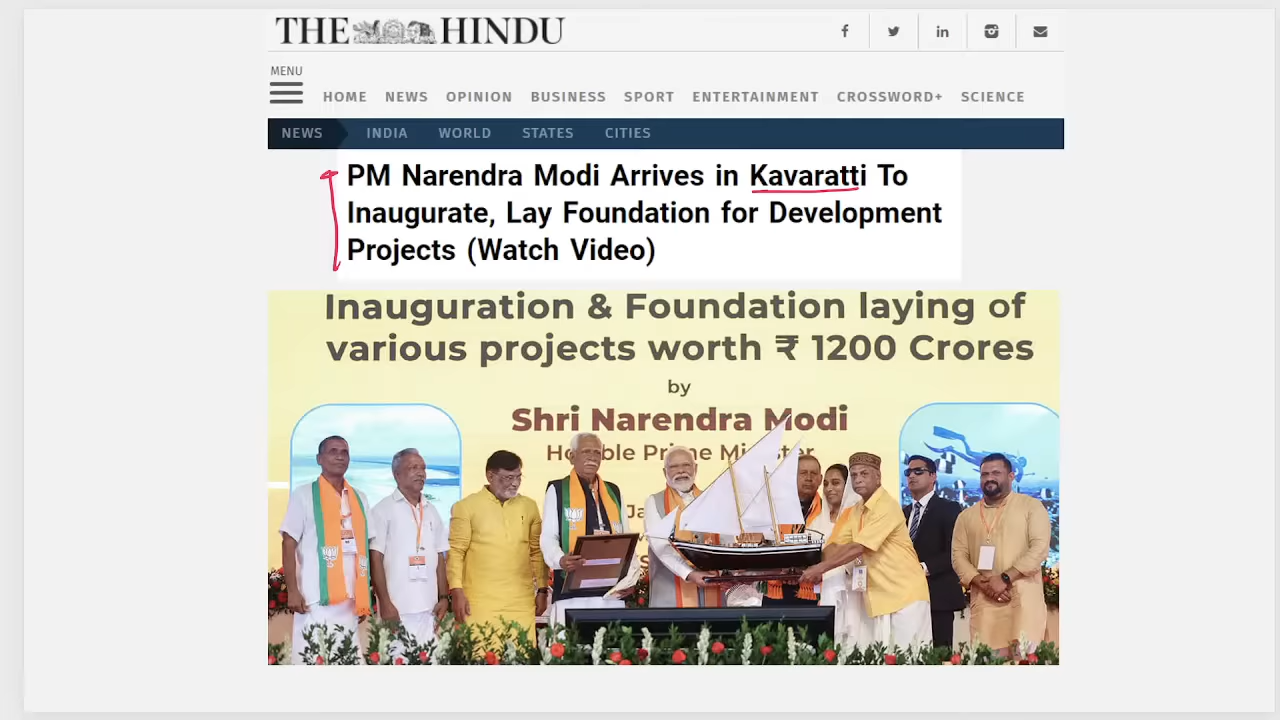 THE HINDU
MENU
HOME NEWS OPINION BUSINESS SPORT ENTERTAINMENT CROSSWORD+ SCIENCE
NEWS INDIA WORLD STATES CITIES
PM Narendra Modi Arrives in Kavaratti To
Inaugurate, Lay Foundation for Development
Projects (Watch Video)
Inauguration & Foundation laying of
various projects worth ₹ 1200 Crores
by
Shri Narendra Modi
Prime